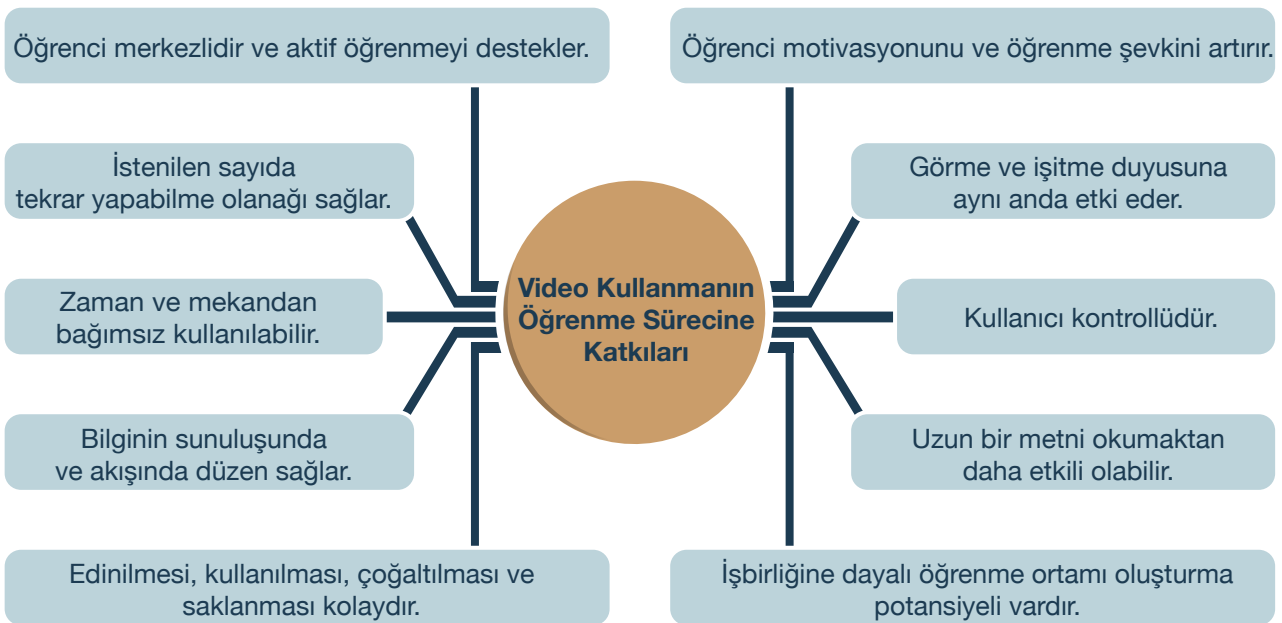 Öğrenci merkezlidir ve aktif öğrenmeyi destekler.
Öğrenci motivasyonunu ve öğrenme şevkini artırır.
İstenilen sayıda
tekrar yapabilme olanağı sağlar.
Görme ve işitme duyusuna
aynı anda etki eder.
Zaman ve mekandan
bağımsız kullanılabilir.
Video Kullanmanın
Öğrenme Sürecine
Katkıları
Kullanıcı kontrollüdür.
Bilginin sunuluşunda
ve akışında düzen sağlar.
Uzun bir metni okumaktan
daha etkili olabilir.
Edinilmesi, kullanılması, çoğaltılması ve
saklanması kolaydır.
İşbirliğine dayalı öğrenme ortamı oluşturma
potansiyeli vardır.